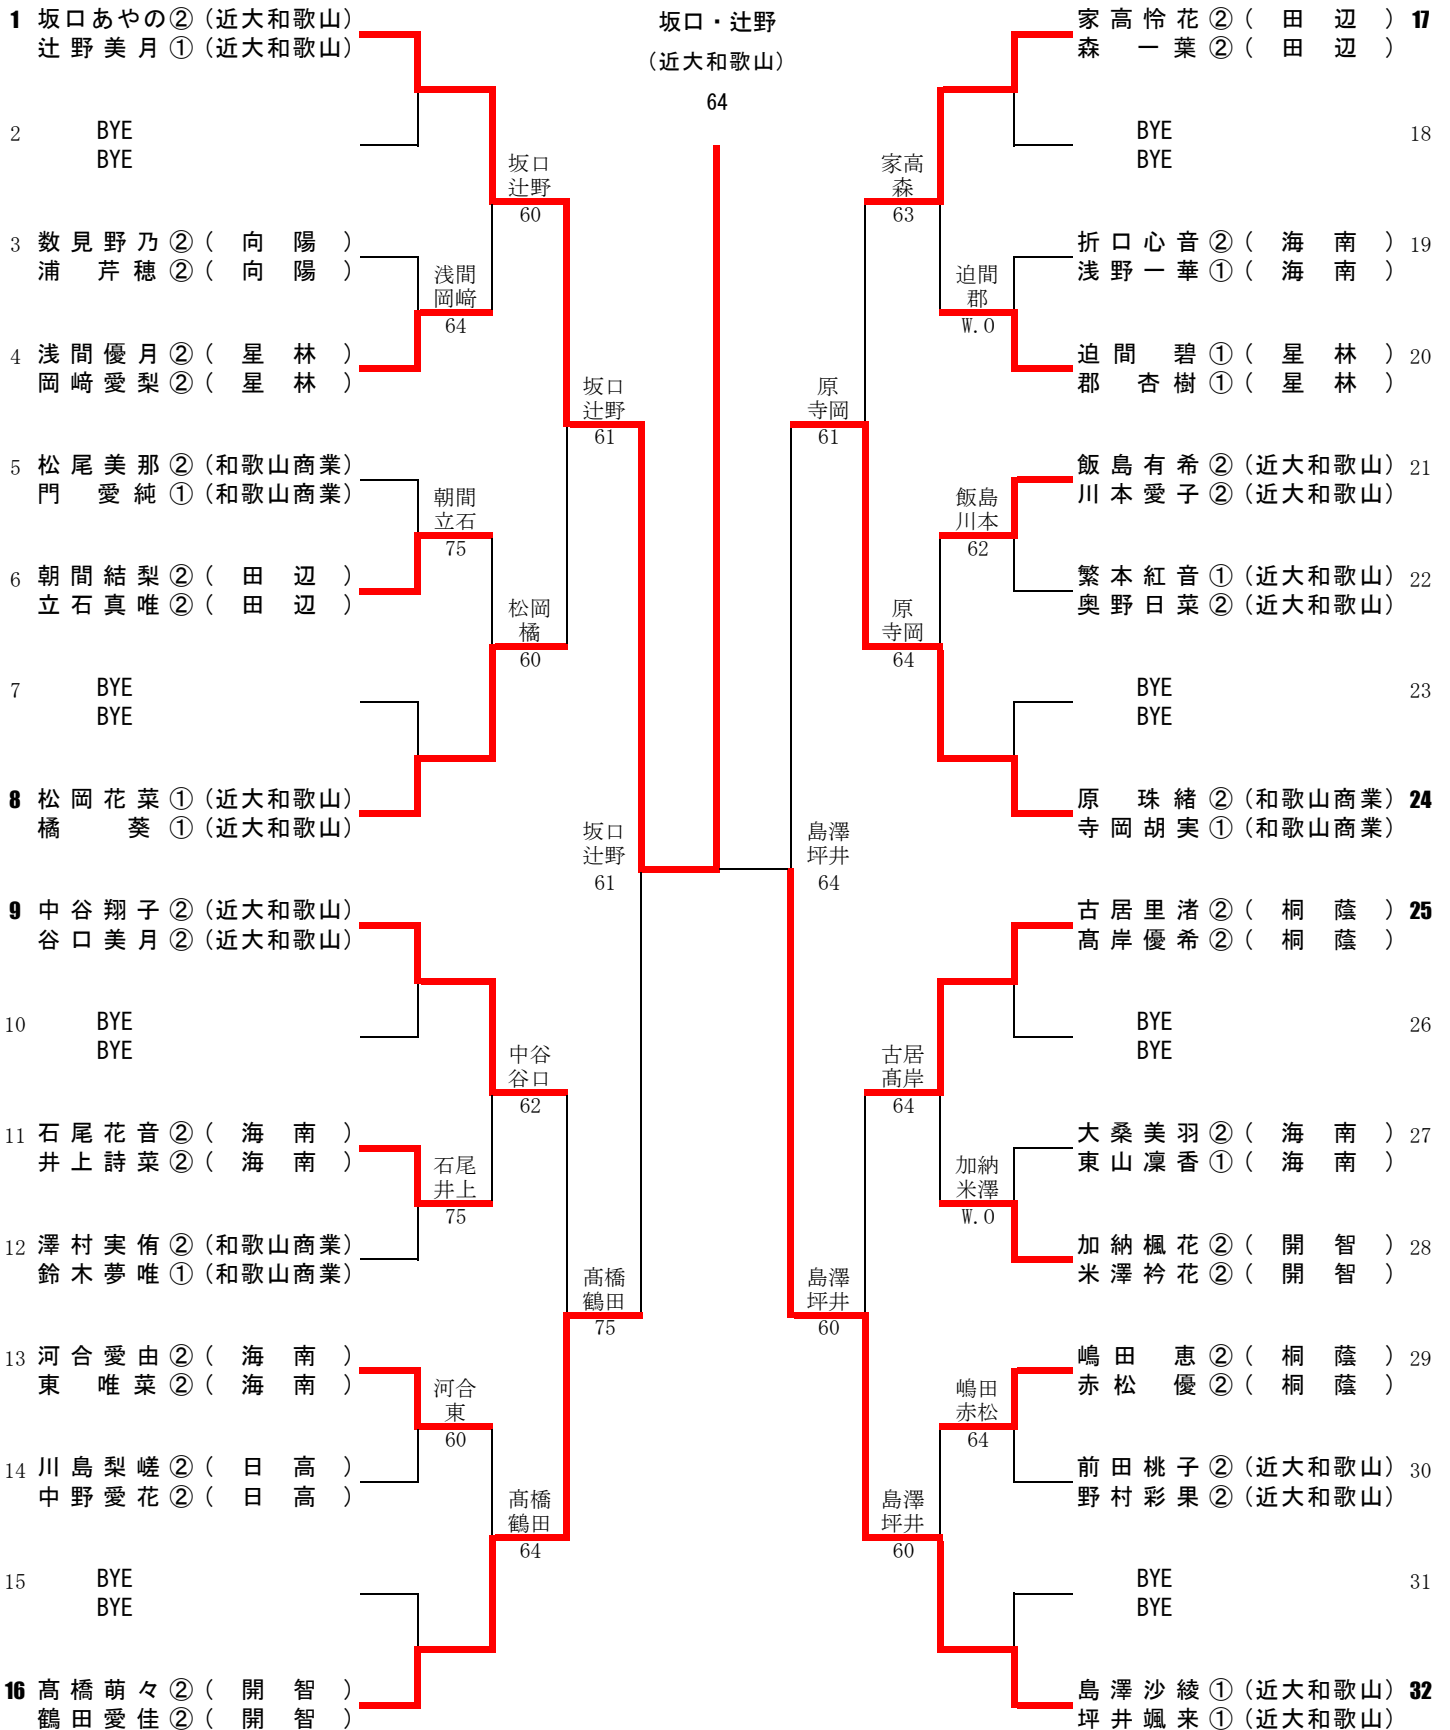 坂口・辻野
(近大和歌山)
64
1 坂口あやの② (近大和歌山)
辻野美月① (近大和歌山)
2 BYE
BYE
3 数見野乃② ( 向 陽 )
浦 芹穂② ( 向 陽 )
4 浅間優月② ( 星 林 )
岡﨑愛梨② ( 星 林 )
5 松尾美那② (和歌山商業)
門 愛純① (和歌山商業)
6 朝間結梨② ( 田 辺 )
立石真唯② ( 田 辺 )
7 BYE
BYE
8 松岡花菜① (近大和歌山)
橘 葵① (近大和歌山)
9 中谷翔子② (近大和歌山)
谷口美月② (近大和歌山)
10 BYE
BYE
11 石尾花音② ( 海 南 )
井上詩菜② ( 海 南 )
12 澤村実侑② (和歌山商業)
鈴木夢唯① (和歌山商業)
13 河合愛由② ( 海 南 )
東 唯菜② ( 海 南 )
14 川島梨嵯② ( 日 高 )
中野愛花② ( 日 高 )
15 BYE
BYE
16 髙橋萌々② ( 開 智 )
鶴田愛佳② ( 開 智 )
浅間
岡﨑
64
朝間
立石
75
石尾
井上
75
河合
東
60
坂口
辻野
60
松岡
橘
60
中谷
谷口
62
髙橋
鶴田
64
坂口
辻野
61
髙橋
鶴田
75
坂口
辻野
61
島澤
坪井
64
原
寺岡
61
島澤
坪井
60
家高
森
63
原
寺岡
64
古居
髙岸
64
島澤
坪井
60
迫間
郡
W.O
飯島
川本
62
加納
米澤
W.O
嶋田
赤松
64
家高怜花② ( 田 辺 ) 17
森 一葉② ( 田 辺 )
BYE 18
BYE
折口心音② ( 海 南 ) 19
浅野一華① ( 海 南 )
迫間 碧① ( 星 林 ) 20
郡 杏樹① ( 星 林 )
飯島有希② (近大和歌山) 21
川本愛子② (近大和歌山)
繁本紅音① (近大和歌山) 22
奥野日菜② (近大和歌山)
BYE 23
BYE
原 珠緒② (和歌山商業) 24
寺岡胡実① (和歌山商業)
古居里渚② ( 桐 蔭 ) 25
髙岸優希② ( 桐 蔭 )
BYE 26
BYE
大桑美羽② ( 海 南 ) 27
東山凜香① ( 海 南 )
加納楓花② ( 開 智 ) 28
米澤衿花② ( 開 智 )
嶋田 恵② ( 桐 蔭 ) 29
赤松 優② ( 桐 蔭 )
前田桃子② (近大和歌山) 30
野村彩果② (近大和歌山)
BYE 31
BYE
島澤沙綾① (近大和歌山) 32
坪井颯来① (近大和歌山)